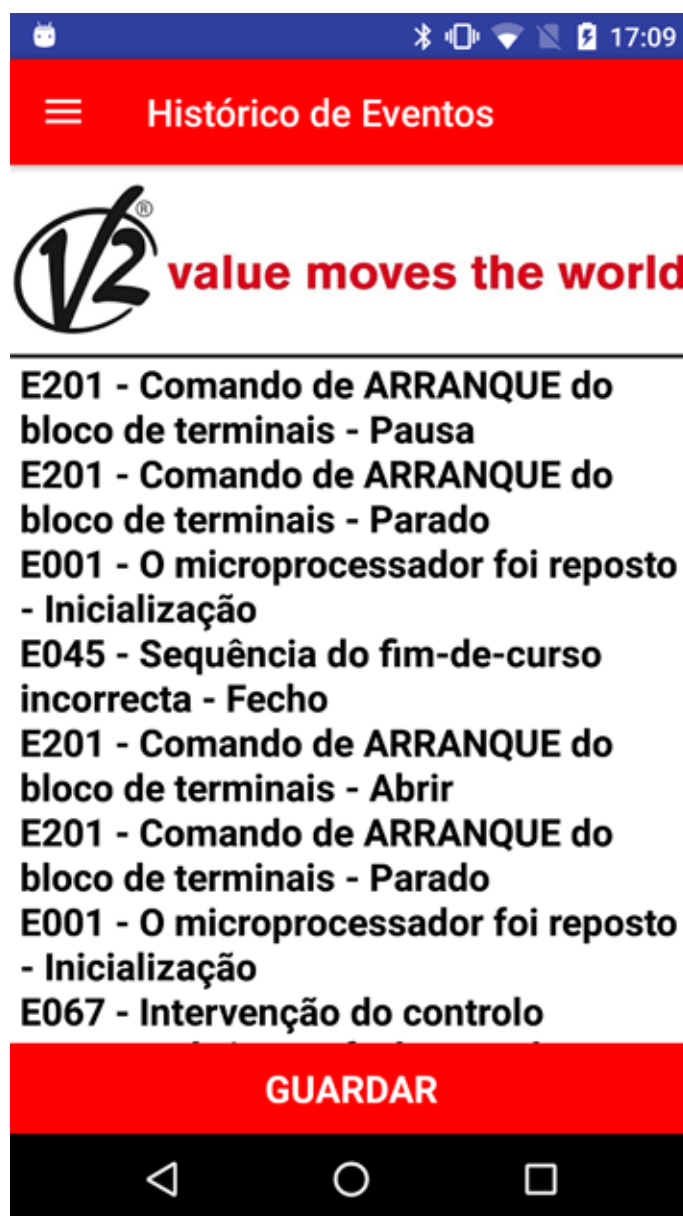 17:09
Histórico de Eventos
V2®
value moves the world
E201 - Comando de ARRANQUE do
bloco de terminais - Pausa
E201 - Comando de ARRANQUE do
bloco de terminais - Parado
E001 - O microprocessador foi reposto
- Inicialização
E045 - Sequência do fim-de-curso
incorrecta - Fecho
E201 - Comando de ARRANQUE do
bloco de terminais - Abrir
E201 - Comando de ARRANQUE do
bloco de terminais - Parado
E001 - O microprocessador foi reposto
- Inicialização
E067 - Intervenção do controlo
GUARDAR